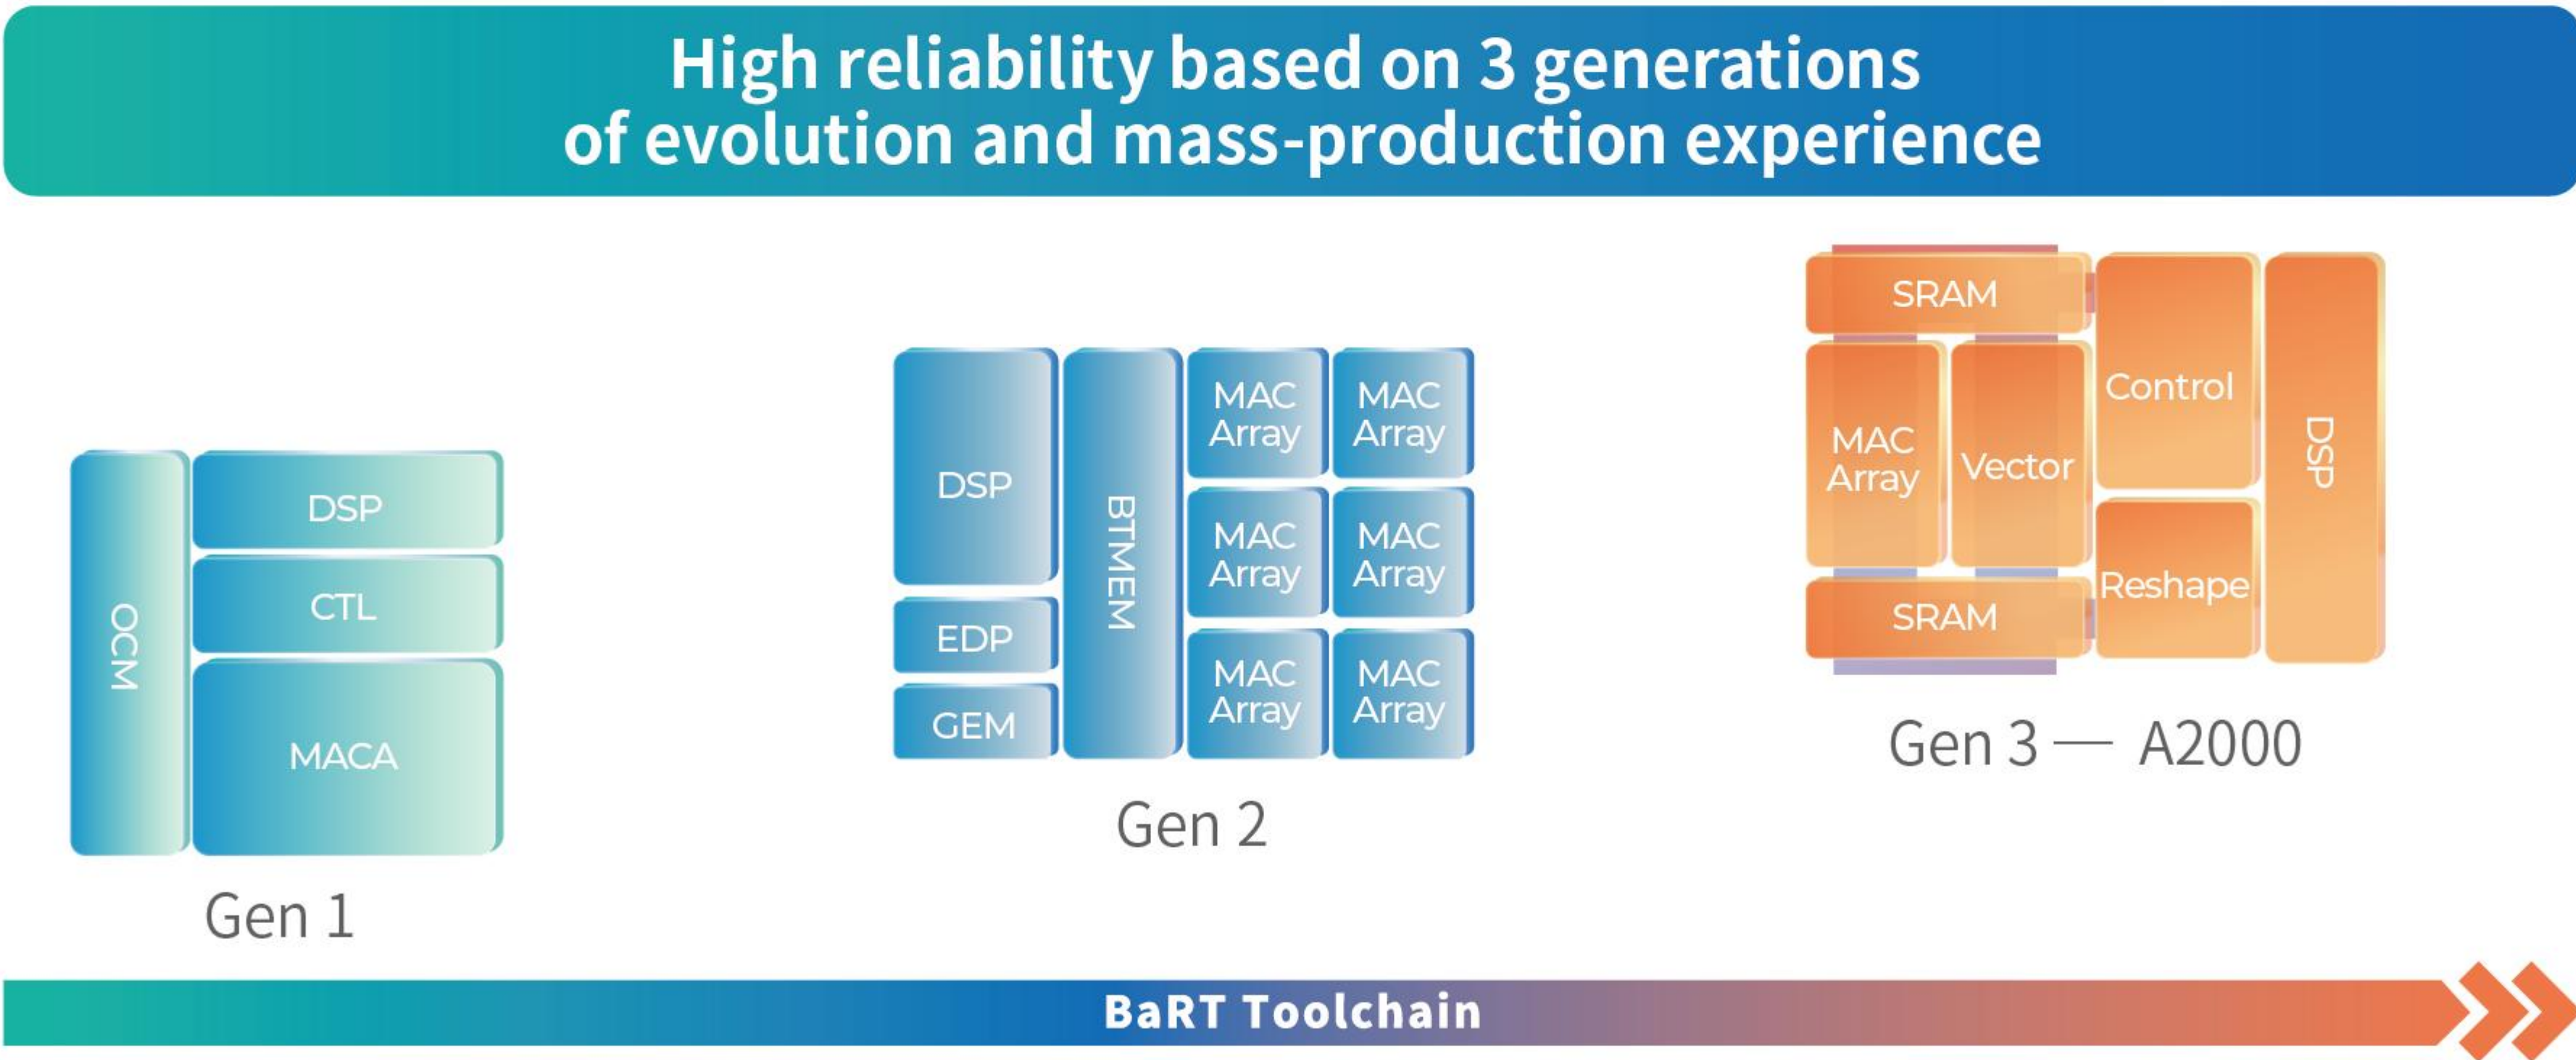 High reliability based on 3 generations
of evolution and mass-production experience
OCM
DSP
CTL
MACA
Gen 1
DSP
EDP
GEM
BTMEM
MAC
Array
MAC
Array
MAC
Array
MAC
Array
MAC
Array
MAC
Array
Gen 2
SRAM
MAC
Array
Vector
SRAM
Control
Reshape
DSP
Gen 3 — A2000
BaRT Toolchain